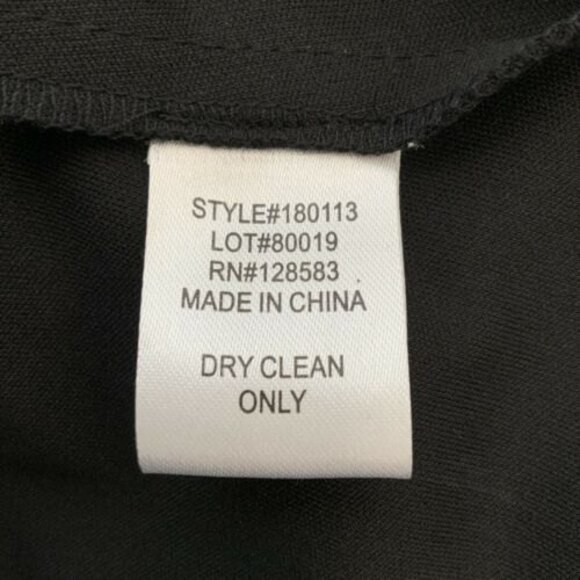 STYLE#180113
LOT#80019
RN#128583
MADE IN CHINA
DRY CLEAN
ONLY